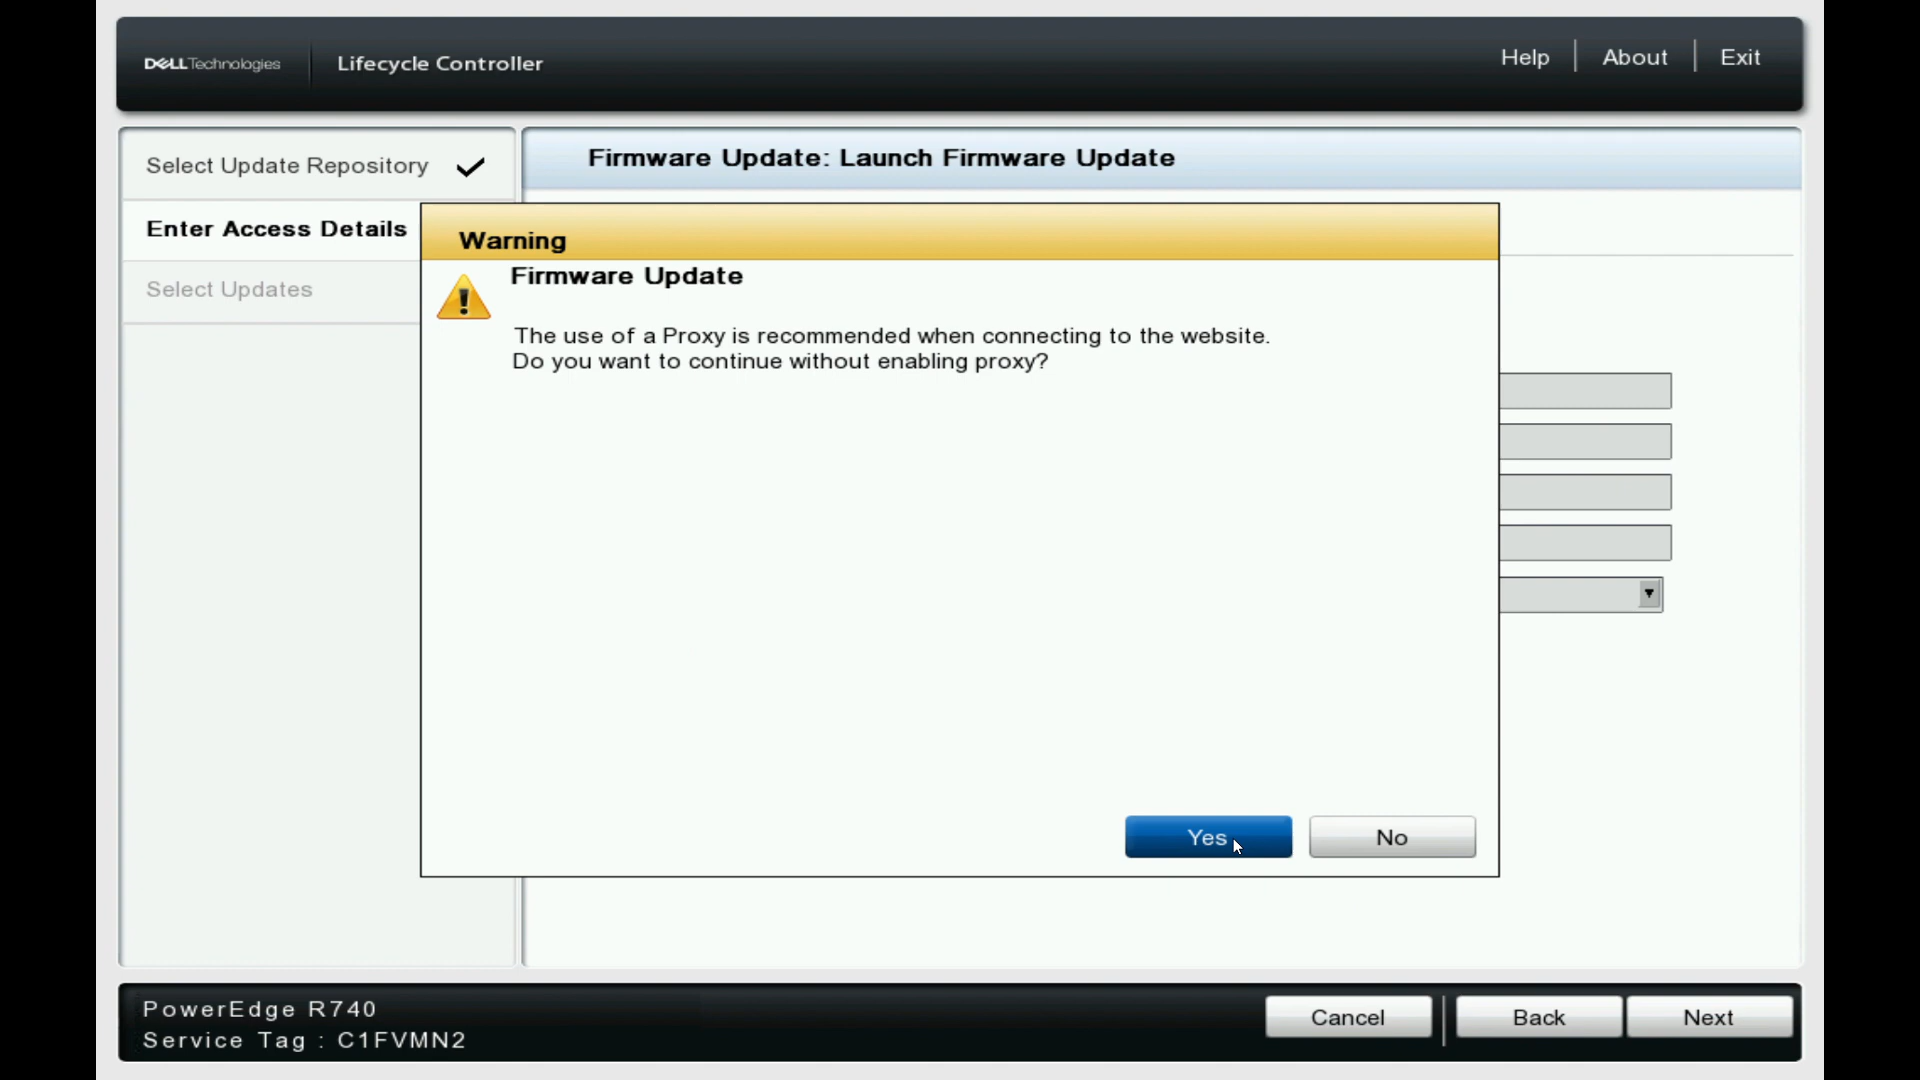 DELLTechnologies
Lifecycle Controller
Help
About
Exit
Select Update Repository
Enter Access Details
Select Updates
Firmware Update: Launch Firmware Update
Warning
Firmware Update
The use of a Proxy is recommended when connecting to the website.
Do you want to continue without enabling proxy?
Yes
No
PowerEdge R740
Service Tag : C1FVMN2
Cancel
Back
Next